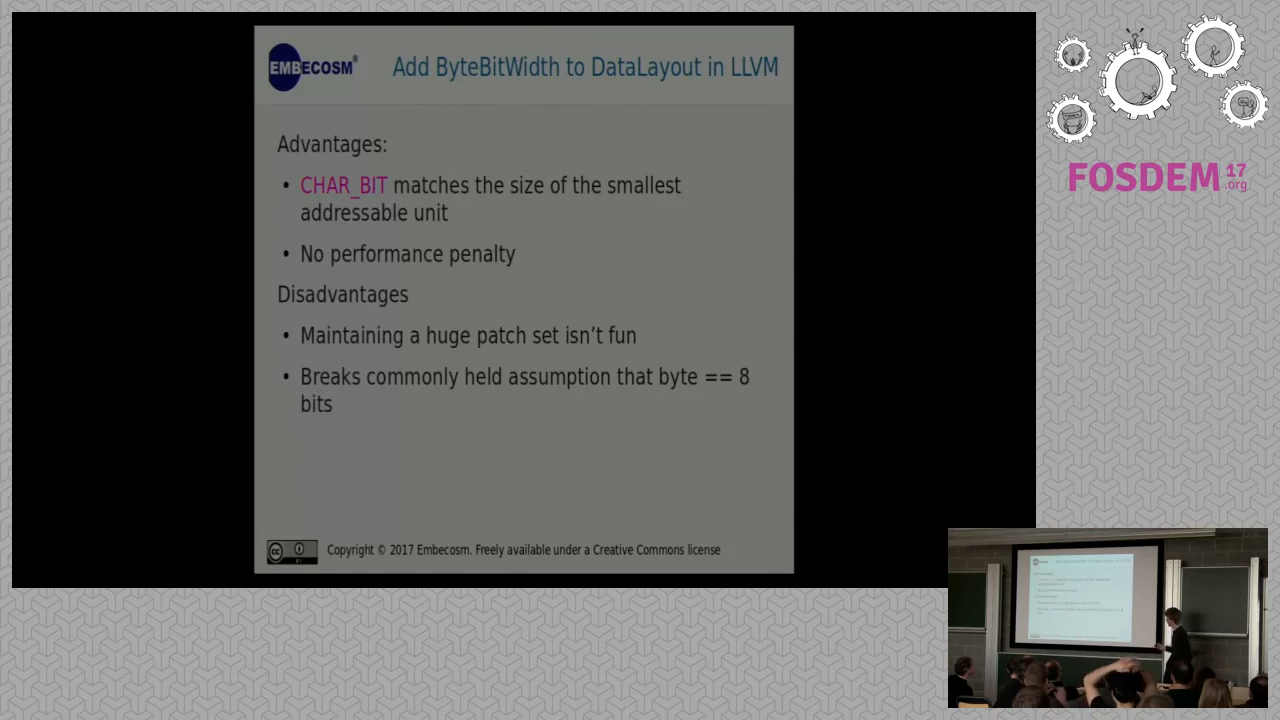 EMBECOSM®
Add ByteBitWidth to DataLayout in LLVM
Advantages:
• CHAR_BIT matches the size of the smallest
addressable unit
• No performance penalty
Disadvantages
• Maintaining a huge patch set isn’t fun
• Breaks commonly held assumption that byte == 8
bits
cc
BY
Copyright © 2017 Embecosm. Freely available under a Creative Commons license
FOSDEM 17
.org